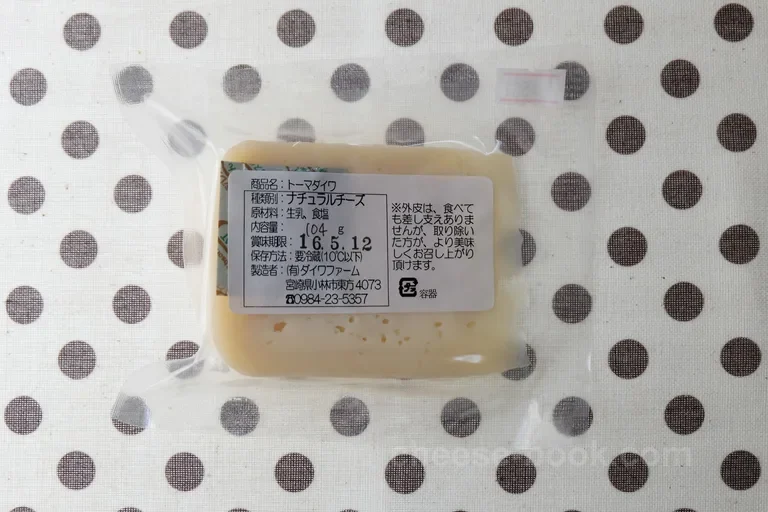 商品名：トーマダイワ
種類別：ナチュラルチーズ
原材料：生乳、食塩
内容量：104 g
賞味期限：16.5.12
保存方法：要冷蔵(10℃以下)
製造者：(有)ダイワファーム
宮崎県小林市東方4073
☎0984-23-5357
※外皮は、食べて
も差し支えありま
せんが、取り除い
た方が、より美味
しくお召し上がり
頂けます。
容器
cheese-book.com